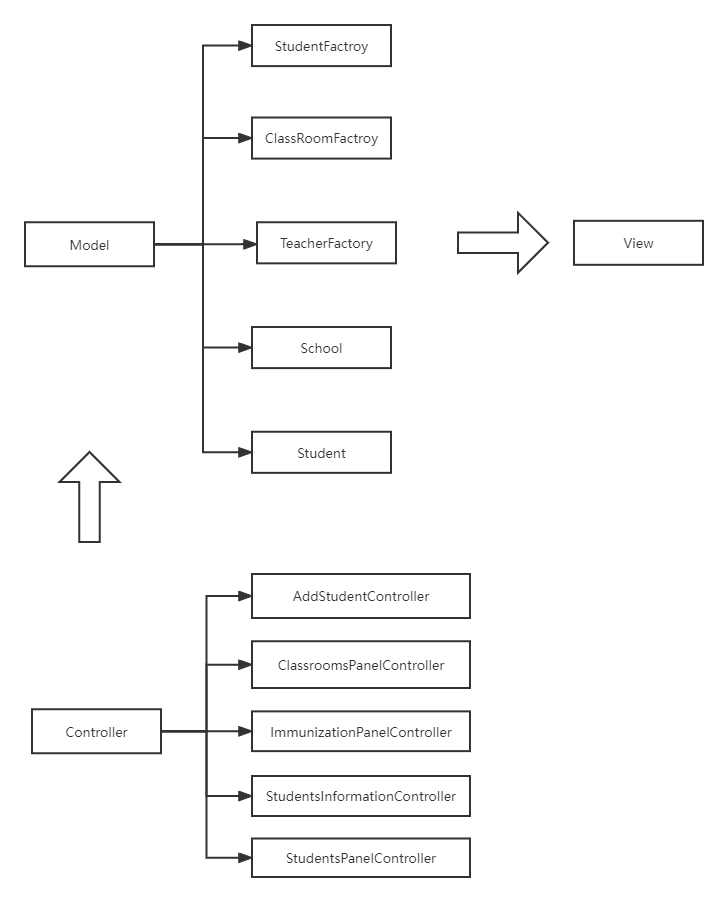 StudentFactroy
ClassRoomFactroy
Model
TeacherFactory
View
School
Student
AddStudentController
ClassroomsPanelController
Controller
ImmunizationPanelController
StudentsInformationController
StudentsPanelController